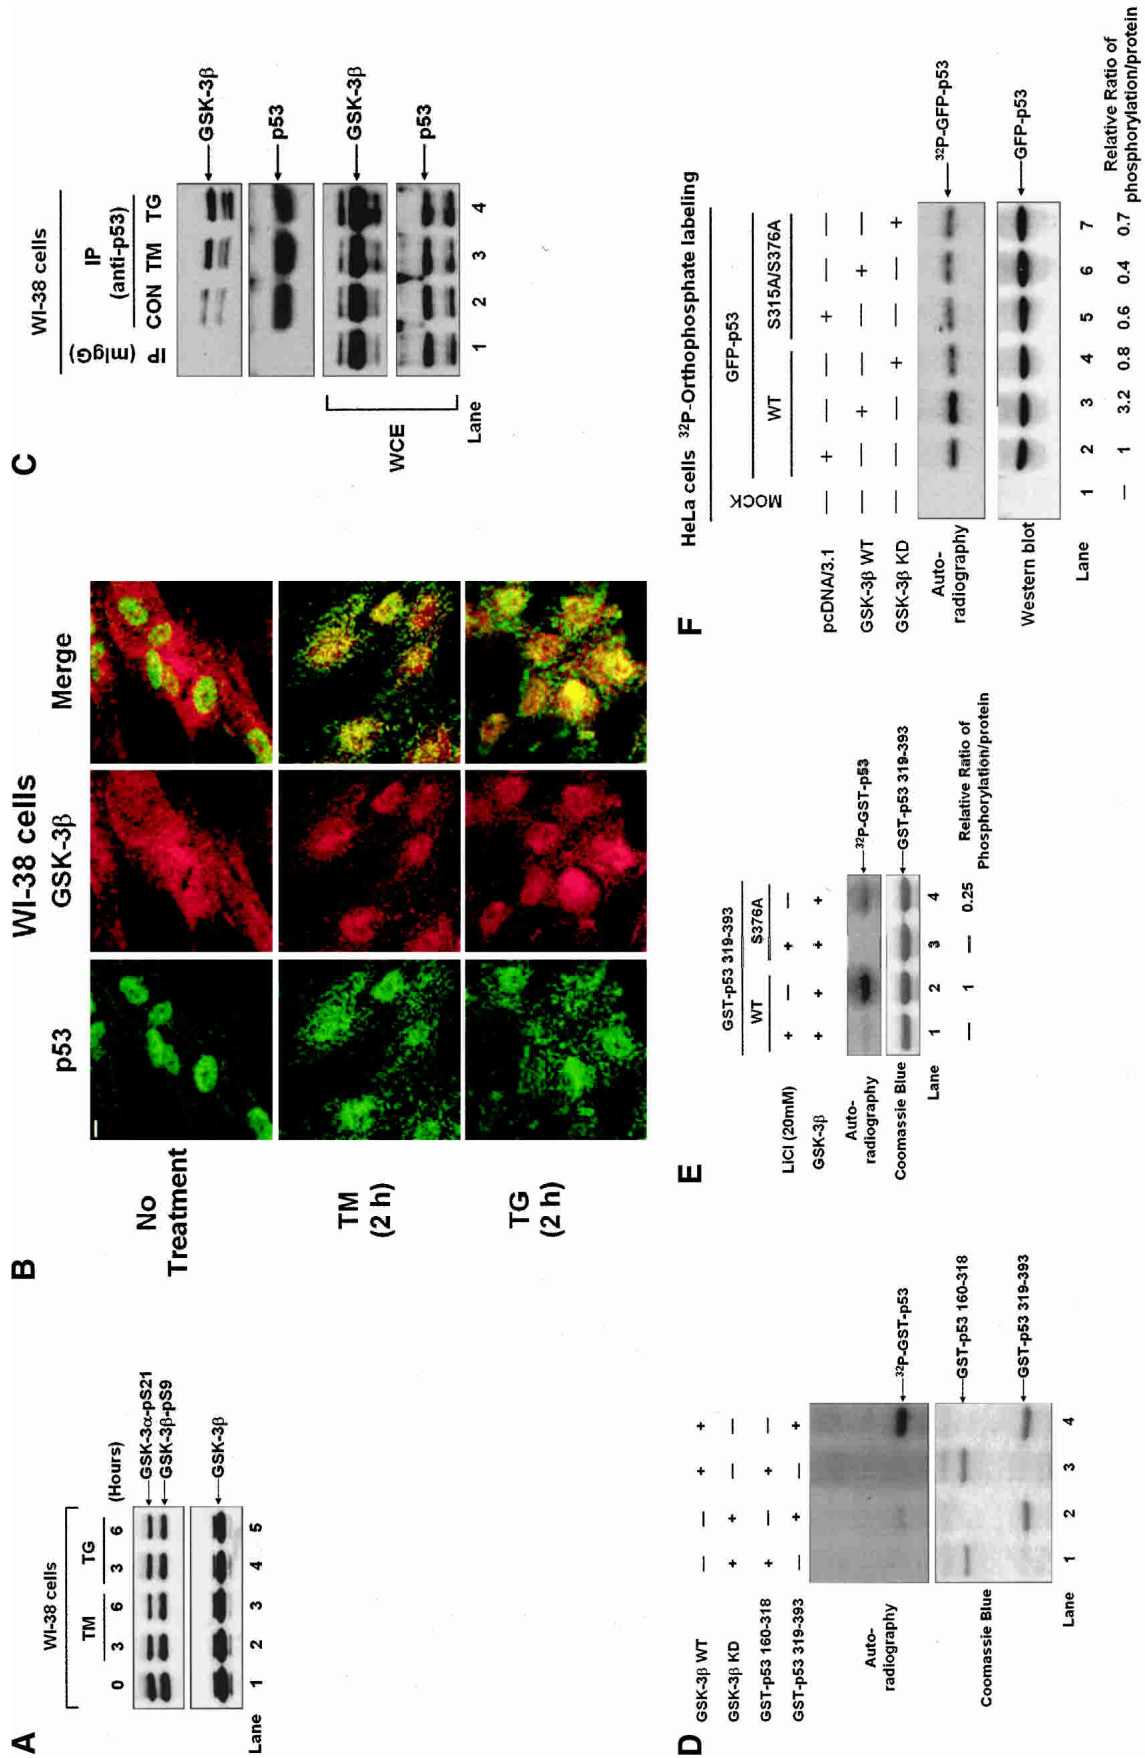 A
WI-38 cells
TM TG
0 3 6 3 6 (Hours)
GSK-3α-pS21
GSK-3β-pS9
GSK-3β
Lane 1 2 3 4 5
B
WI-38 cells
p53 GSK-3β Merge
No
Treatment
TM
(2 h)
TG
(2 h)
C
WI-38 cells
IP (mIgG)
IP
(anti-p53)
CON TM TG
GSK-3β
p53
WCE
GSK-3β
p53
Lane 1 2 3 4
D
GSK-3β WT — — + +
GSK-3β KD + + — —
GST-p53 160-318 + — + —
GST-p53 319-393 — + — +
Auto-
radiography
32P-GST-p53
Coomassie Blue
GST-p53 160-318
GST-p53 319-393
Lane 1 2 3 4
E
GST-p53 319-393
WT S376A
LiCl (20mM) + — + —
GSK-3β + + + +
Auto-
radiography
32P-GST-p53
Coomassie Blue
GST-p53 319-393
Lane 1 2 3 4
— 1 — 0.25
Relative Ratio of
Phosphorylation/protein
F
HeLa cells 32P-Orthophosphate labeling
MOCK
GFP-p53
WT S315A/S376A
pcDNA/3.1 — + — — + — —
GSK-3β WT — — + — — + —
GSK-3β KD — — — + — — +
Auto-
radiography
32P-GFP-p53
Western blot
GFP-p53
Lane 1 2 3 4 5 6 7
— 1 3.2 0.8 0.6 0.4 0.7
Relative Ratio of
phosphorylation/protein